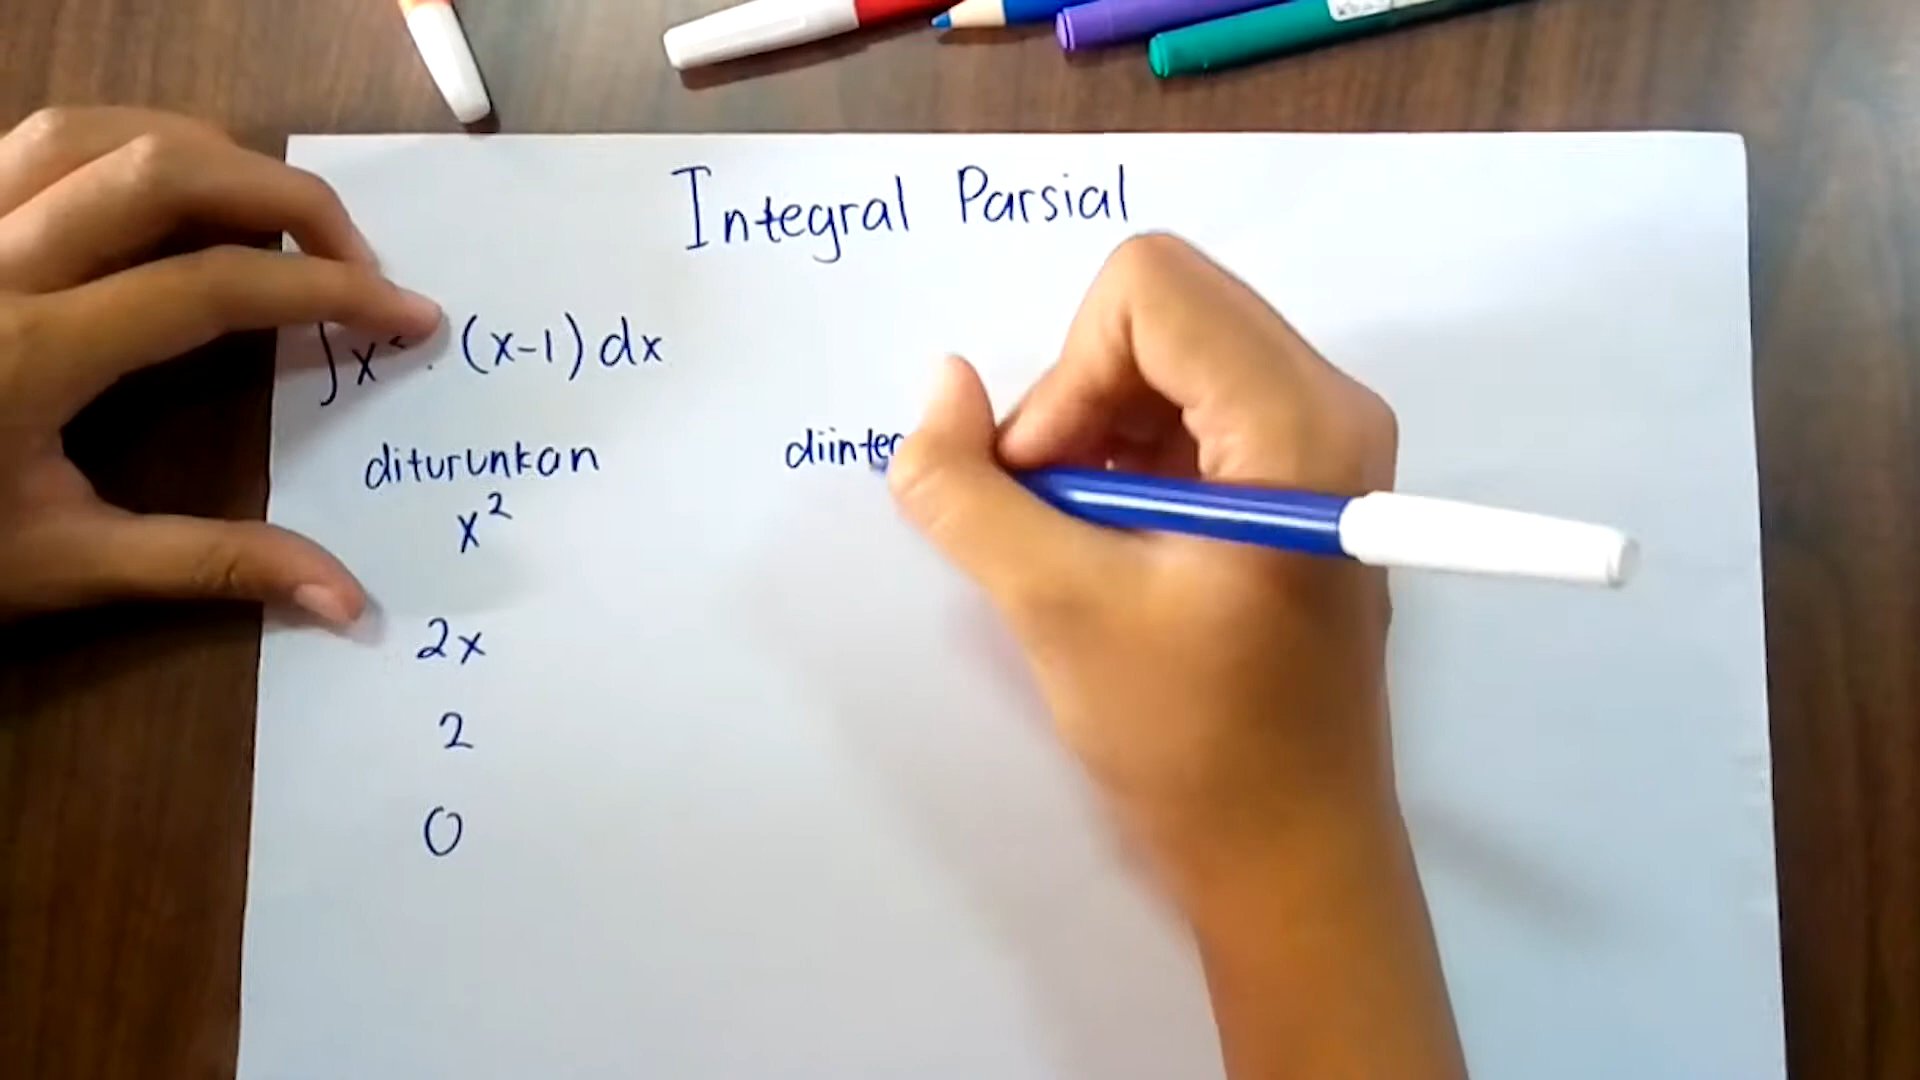 Integral Parsial
∫x² . (x-1) dx
diturunkan
x²
2x
2
0